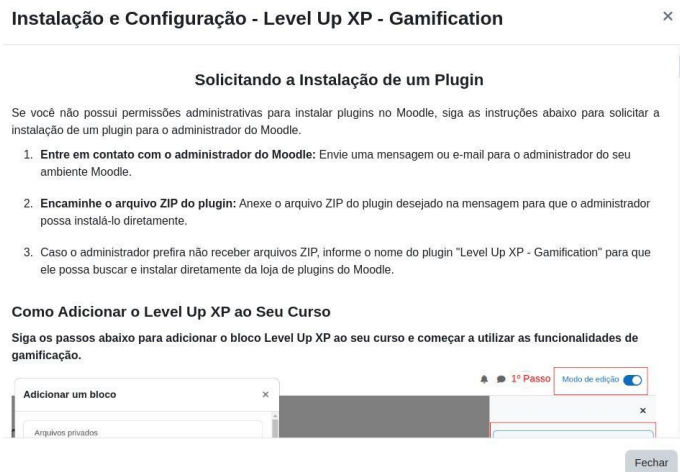 Instalação e Configuração - Level Up XP - Gamification
×
Solicitando a Instalação de um Plugin
Se você não possui permissões administrativas para instalar plugins no Moodle, siga as instruções abaixo para solicitar a
instalação de um plugin para o administrador do Moodle.
1. Entre em contato com o administrador do Moodle: Envie uma mensagem ou e-mail para o administrador do seu
ambiente Moodle.
2. Encaminhe o arquivo ZIP do plugin: Anexe o arquivo ZIP do plugin desejado na mensagem para que o administrador
possa instalá-lo diretamente.
3. Caso o administrador prefira não receber arquivos ZIP, informe o nome do plugin "Level Up XP - Gamification" para que
ele possa buscar e instalar diretamente da loja de plugins do Moodle.
Como Adicionar o Level Up XP ao Seu Curso
Siga os passos abaixo para adicionar o bloco Level Up XP ao seu curso e começar a utilizar as funcionalidades de
gamificação.
1º Passo Modo de edição
Adicionar um bloco ×
×
Arquivos privados
Fechar